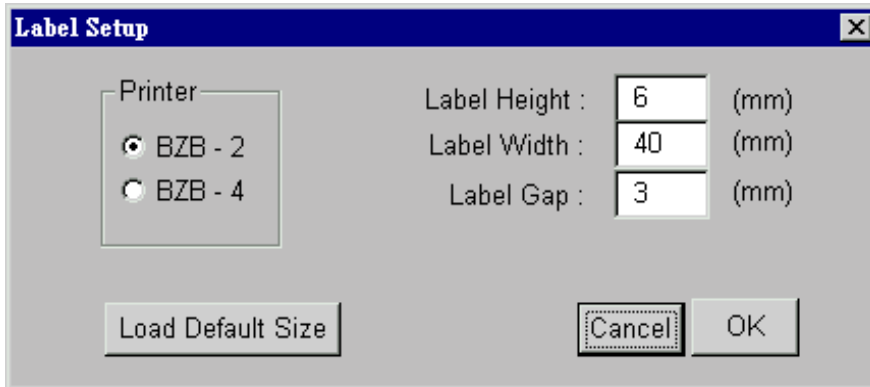 Label Setup
Printer
BZB - 2
BZB - 4
Label Height : 6 (mm)
Label Width : 40 (mm)
Label Gap : 3 (mm)
Load Default Size
Cancel
OK